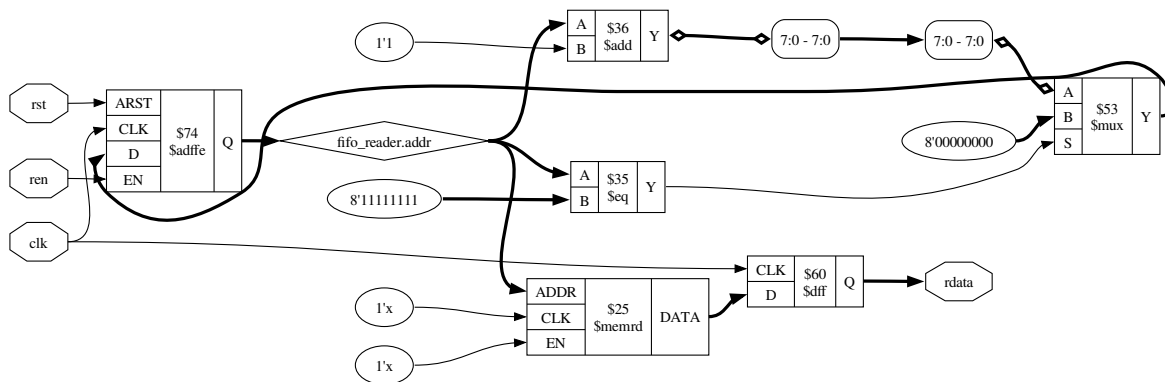 rst
ren
clk
ARST
CLK
D
EN
$74
$adffe
Q
fifo_reader.addr
1'1
A
B
$36
$add
Y
7:0 - 7:0
7:0 - 7:0
8'11111111
A
B
$35
$eq
Y
8'00000000
A
B
S
$53
$mux
Y
1'x
1'x
ADDR
CLK
EN
$25
$memrd
DATA
CLK
D
$60
$dff
Q
rdata